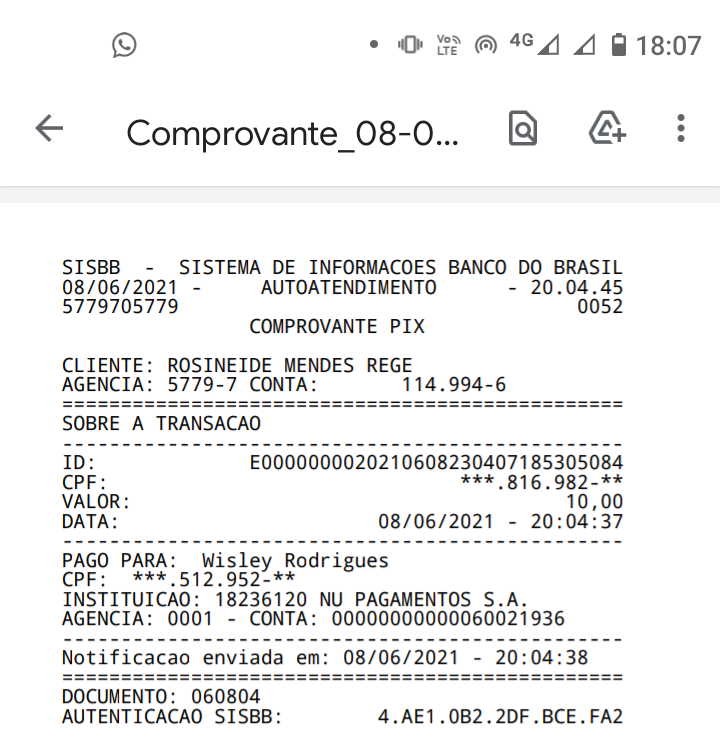 VoLTE 4G 18:07
Comprovante_08-0...
SISBB - SISTEMA DE INFORMACOES BANCO DO BRASIL
08/06/2021 - AUTOATENDIMENTO - 20.04.45
5779705779 0052
COMPROVANTE PIX
CLIENTE: ROSINEIDE MENDES REGE
AGENCIA: 5779-7 CONTA: 114.994-6
================================================
SOBRE A TRANSACAO
------------------------------------------------
ID: E00000000202106082304071853​05084
CPF: ***.816.982-**
VALOR: 10,00
DATA: 08/06/2021 - 20:04:37
------------------------------------------------
PAGO PARA: Wisley Rodrigues
CPF: ***.512.952-**
INSTITUICAO: 18236120 NU PAGAMENTOS S.A.
AGENCIA: 0001 - CONTA: 00000000000060021936
------------------------------------------------
Notificacao enviada em: 08/06/2021 - 20:04:38
================================================
DOCUMENTO: 060804
AUTENTICACAO SISBB: 4.AE1.0B2.2DF.BCE.FA2